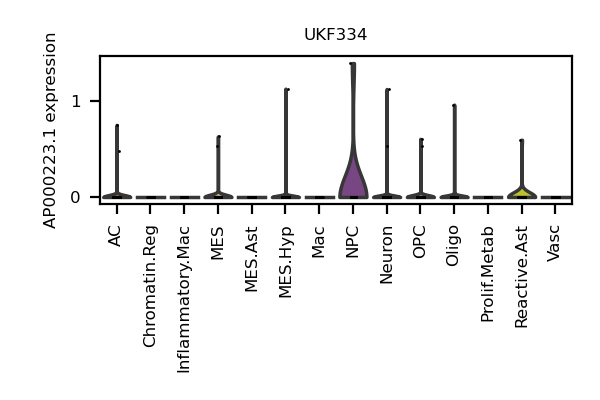 UKF334
AP000223.1 expression
1
0
AC
Chromatin.Reg
Inflammatory.Mac
MES
MES.Ast
MES.Hyp
Mac
NPC
Neuron
OPC
Oligo
Prolif.Metab
Reactive.Ast
Vasc